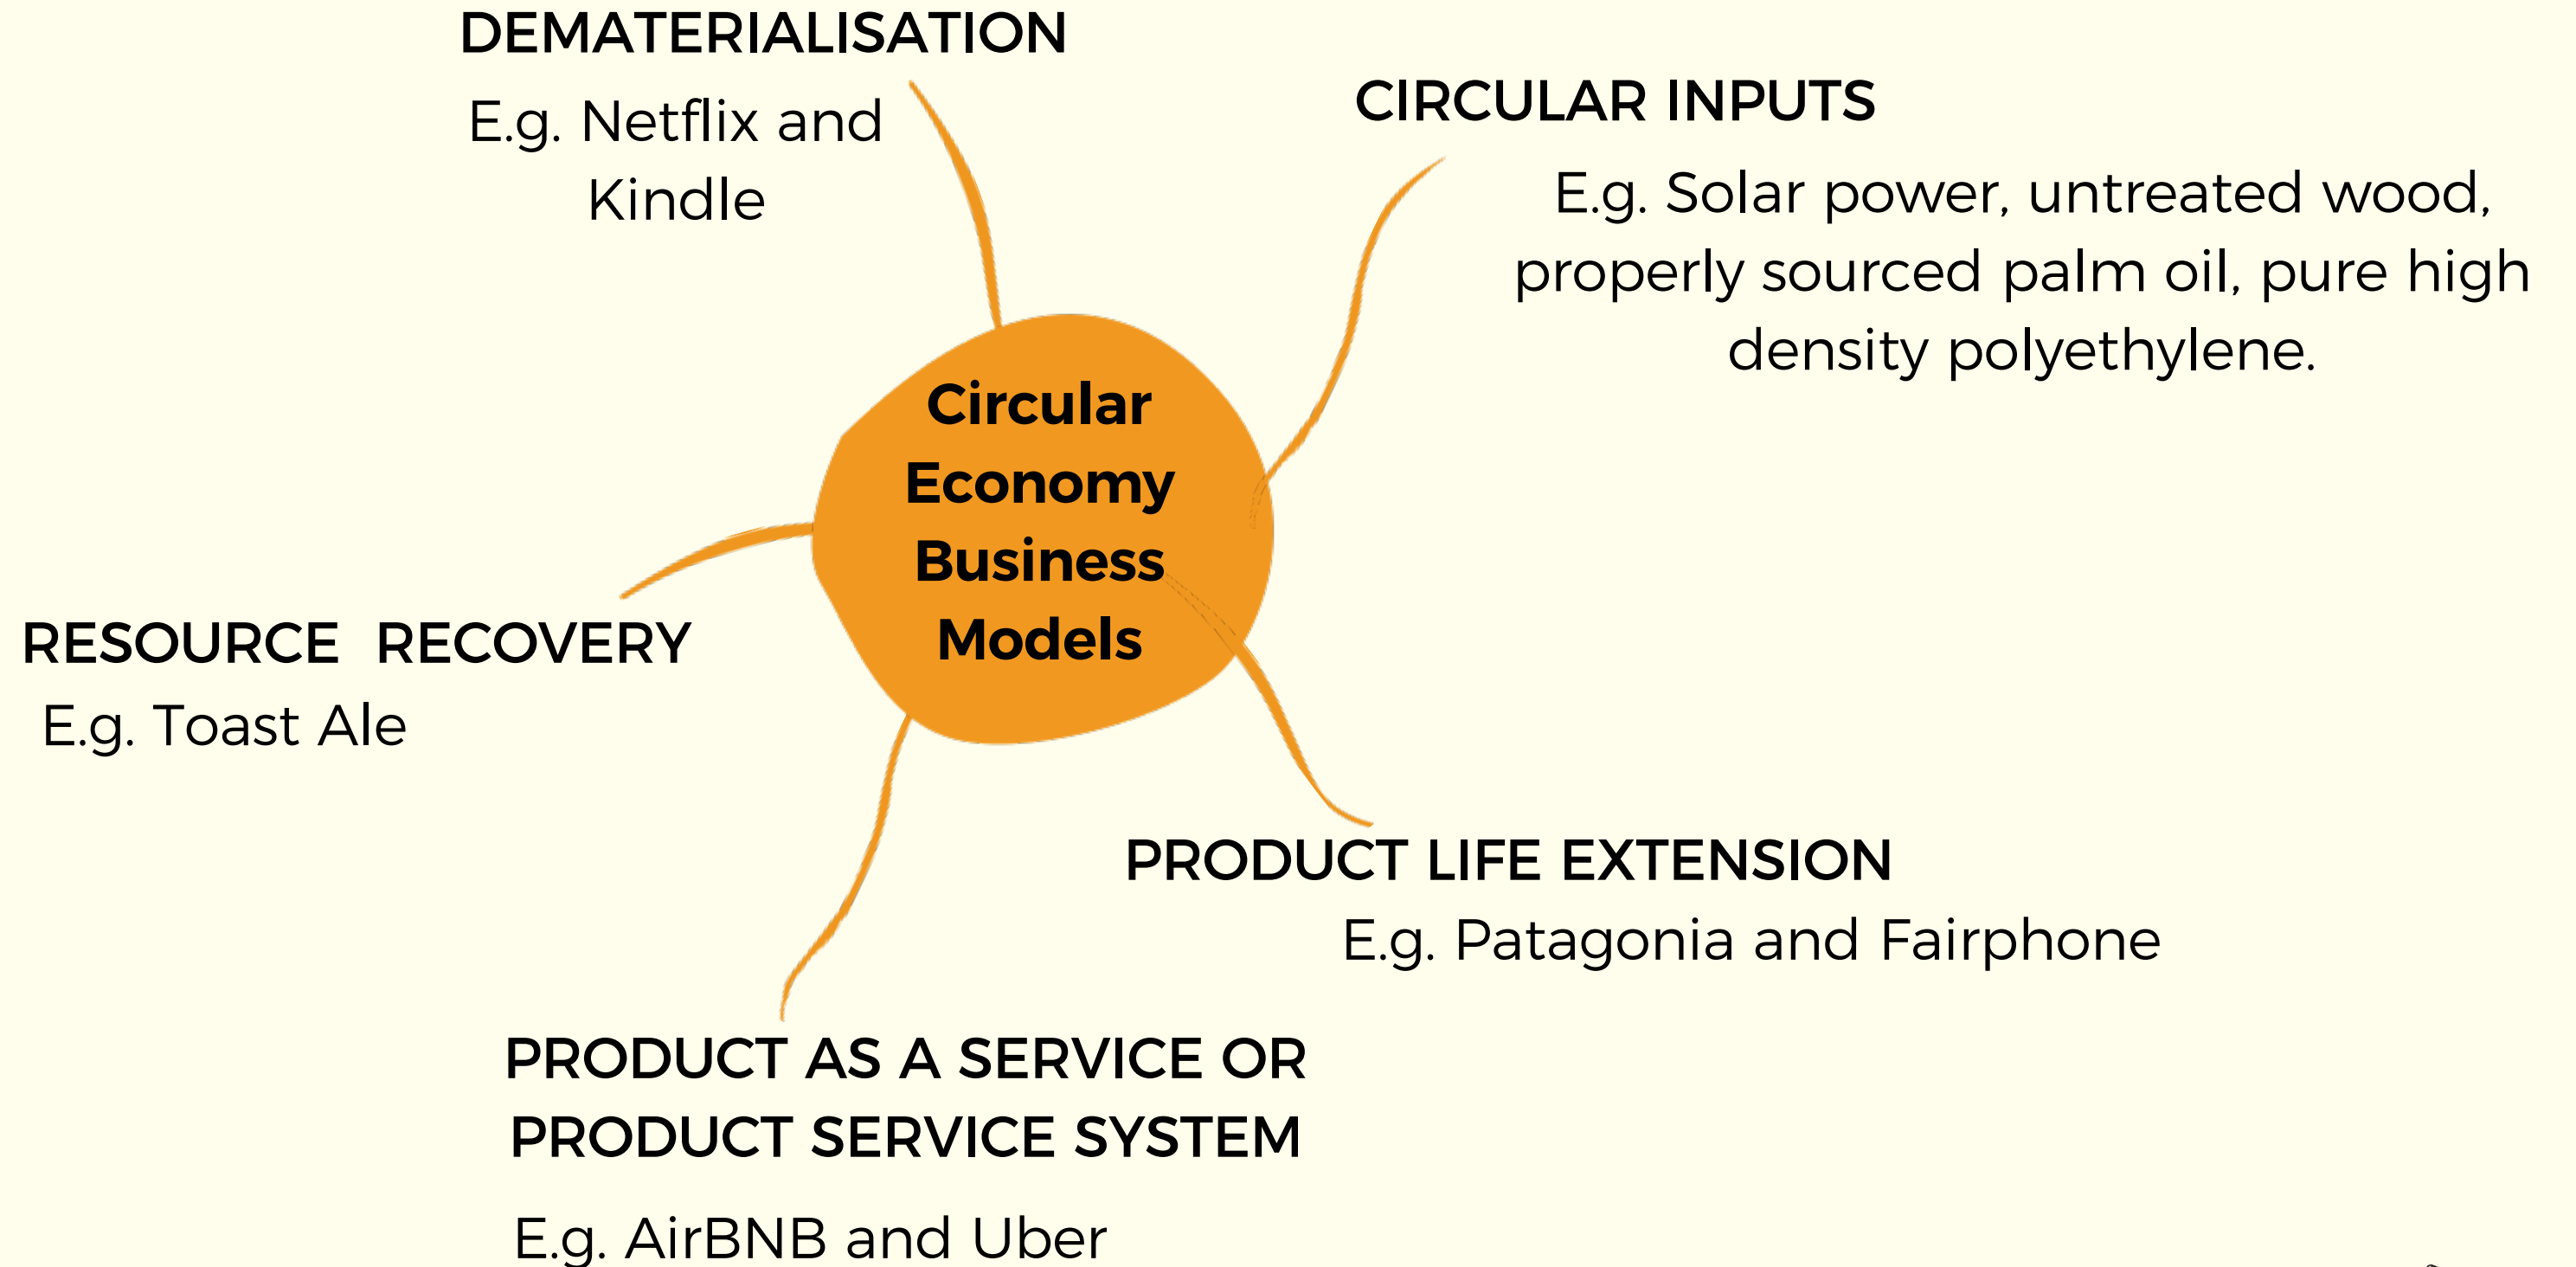 DEMATERIALISATION
E.g. Netflix and
Kindle
CIRCULAR INPUTS
E.g. Solar power, untreated wood,
properly sourced palm oil, pure high
density polyethylene.
Circular
Economy
Business
Models
RESOURCE RECOVERY
E.g. Toast Ale
PRODUCT LIFE EXTENSION
E.g. Patagonia and Fairphone
PRODUCT AS A SERVICE OR
PRODUCT SERVICE SYSTEM
E.g. AirBNB and Uber